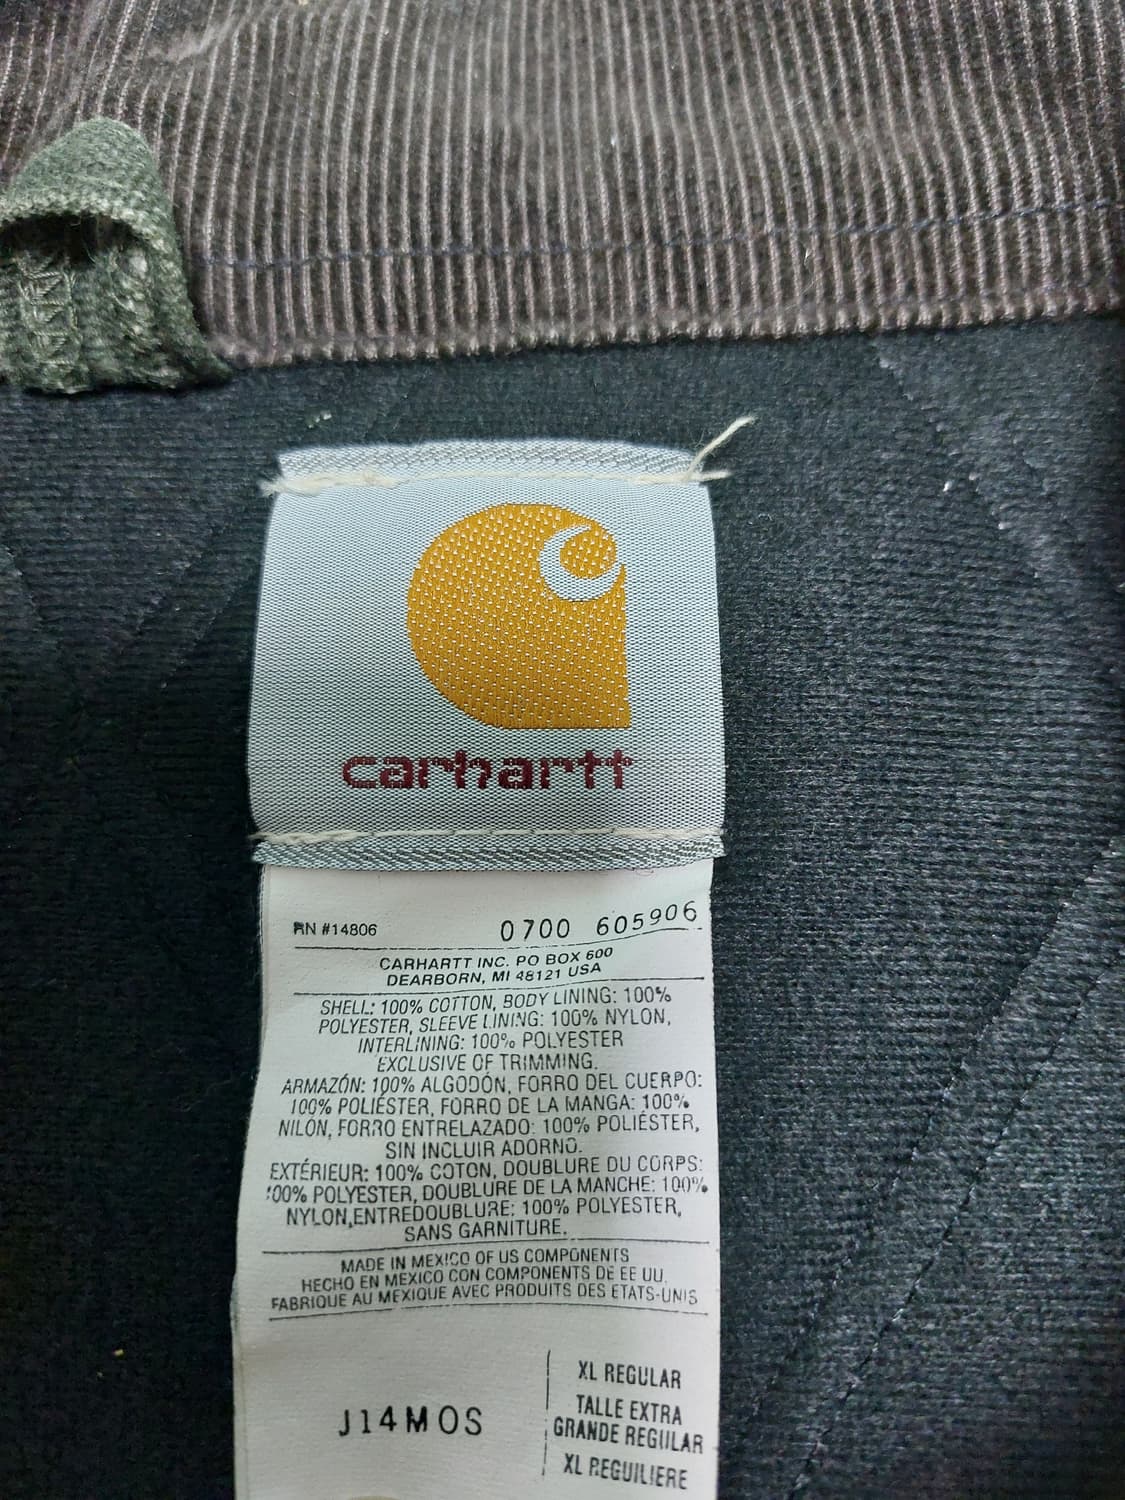 carhartt
RN #14806 0700 605906
CARHARTT INC. PO BOX 600
DEARBORN, MI 48121 USA
SHELL: 100% COTTON, BODY LINING: 100%
POLYESTER, SLEEVE LINING: 100% NYLON,
INTERLINING: 100% POLYESTER
EXCLUSIVE OF TRIMMING.
ARMAZÓN: 100% ALGODÓN, FORRO DEL CUERPO:
100% POLIÉSTER, FORRO DE LA MANGA: 100%
NILÓN, FORRO ENTRELAZADO: 100% POLIÉSTER,
SIN INCLUIR ADORNO.
EXTÉRIEUR: 100% COTON, DOUBLURE DU CORPS:
100% POLYESTER, DOUBLURE DE LA MANCHE: 100%
NYLON,ENTREDOUBLURE: 100% POLYESTER,
SANS GARNITURE.
MADE IN MEXICO OF US COMPONENTS
HECHO EN MEXICO CON COMPONENTS DE EE UU.
FABRIQUE AU MEXIQUE AVEC PRODUITS DES ETATS-UNIS
J14MOS
XL REGULAR
TALLE EXTRA
GRANDE REGULAR
XL REGUILIERE